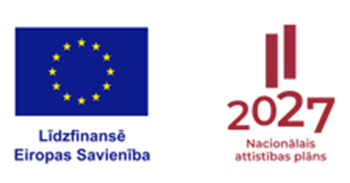 Līdzfinansē
Eiropas Savienība
2027
Nacionālais
attīstības plāns